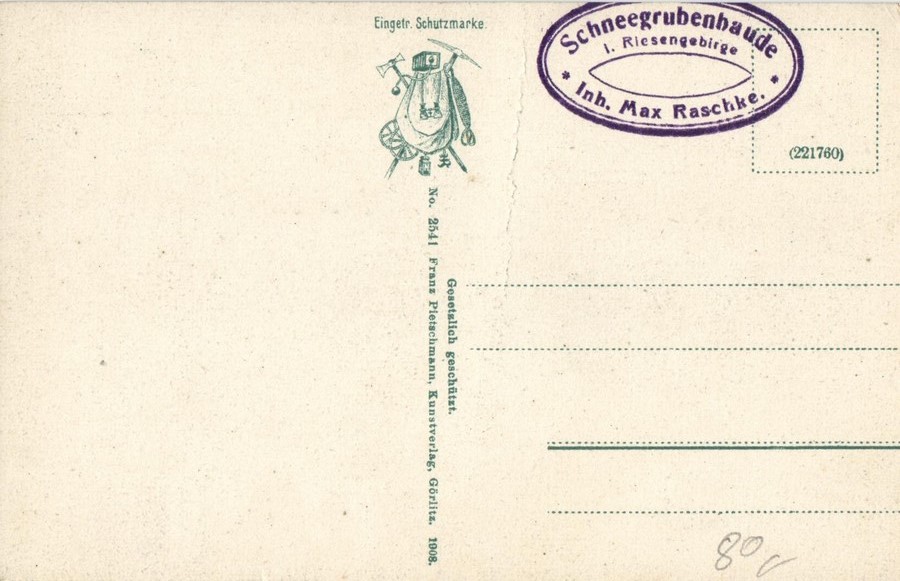 Eingetr. Schutzmarke.
Schneegrubenbaude
i. Riesengebirge
* Inh. Max Raschke. *
(221760)
No. 2541 Franz Pietschmann, Kunstverlag, Görlitz. 1908.
Gesetzlich geschützt.
80